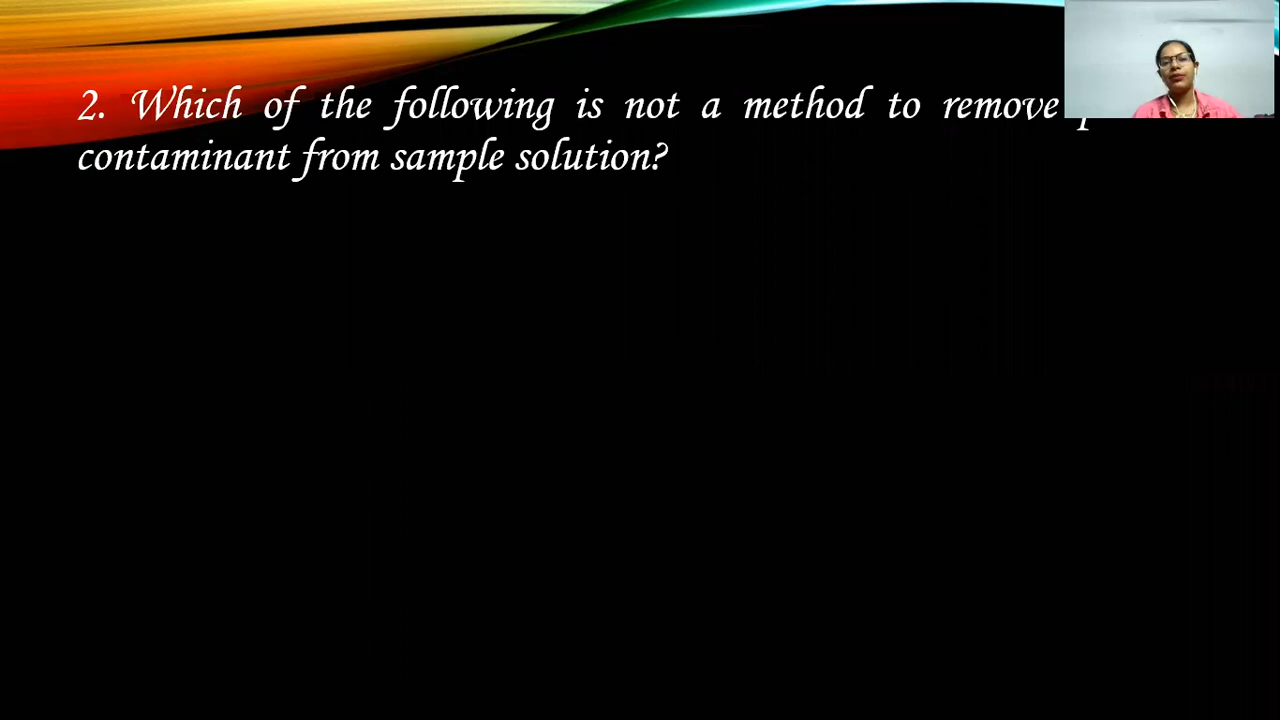 2. Which of the following is not a method to remove
contaminant from sample solution?